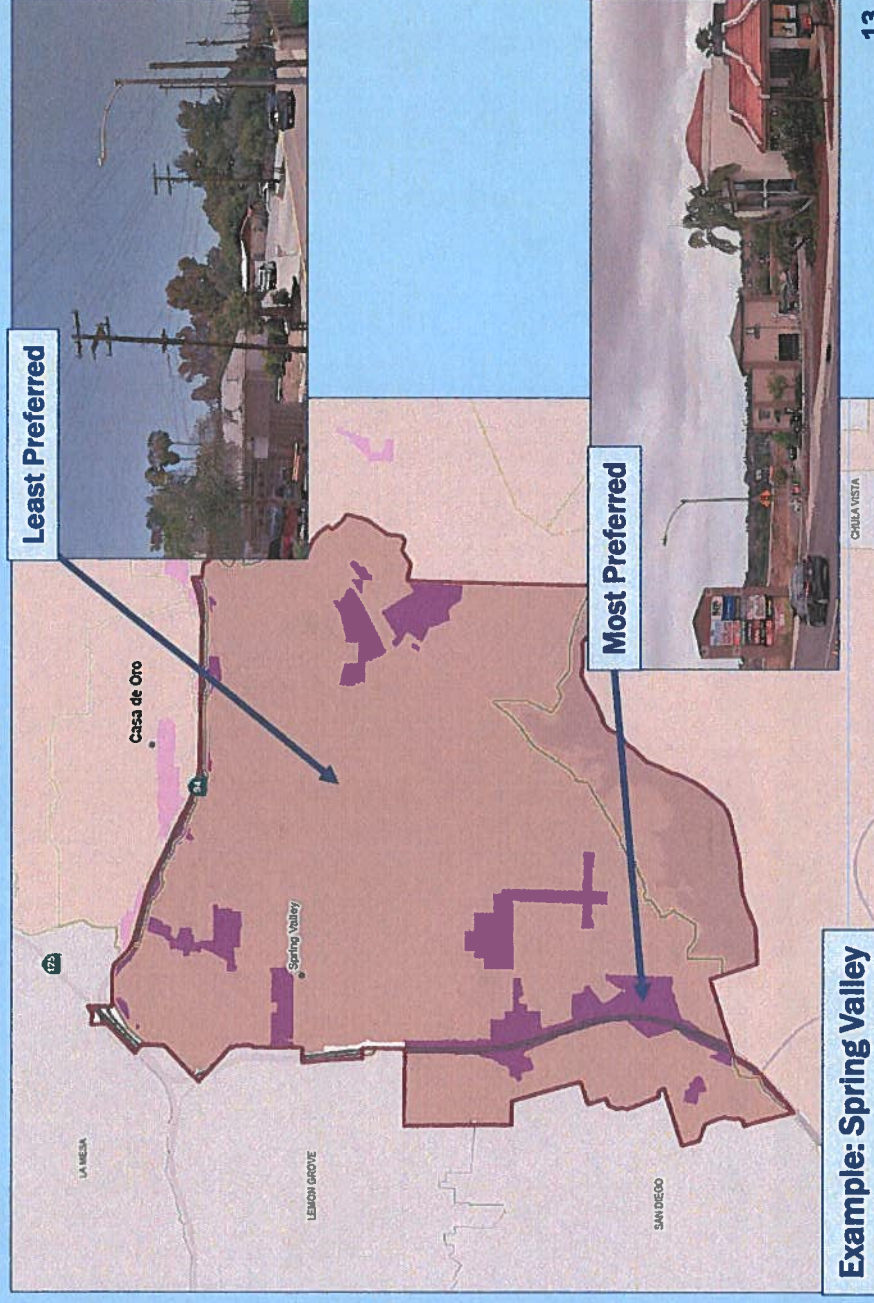 Least Preferred
Casa de Oro
94
125
LA MESA
Spring Valley
LEMON GROVE
Most Preferred
SAN DIEGO
CHULA VISTA
Example: Spring Valley
13